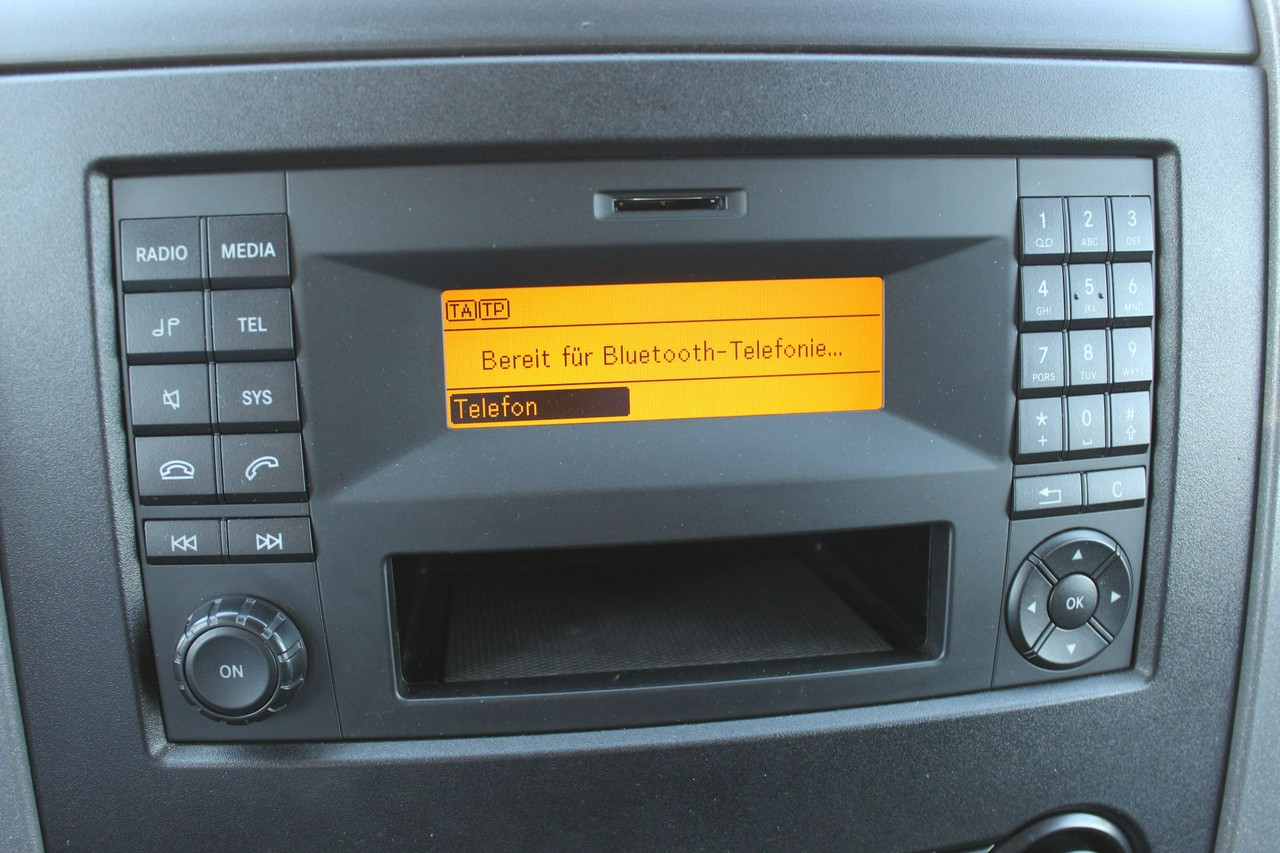 RADIO MEDIA
TEL
SYS
ON
TA TP
Bereit für Bluetooth-Telefonie...
Telefon
1 2 ABC 3 DEF
4 GHI 5 JKL 6 MNO
7 PQRS 8 TUV 9 WXYZ
* + 0 #
C
OK